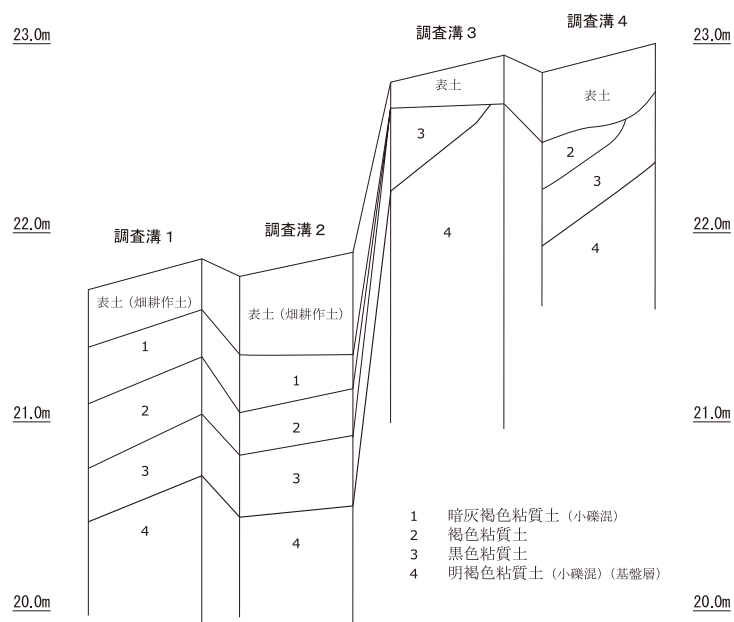 23.0m
調査溝3
調査溝4
23.0m
表土
表土
3
2
3
22.0m
調査溝1
調査溝2
4
4
22.0m
表土(畑耕作土)
表土(畑耕作土)
1
1
21.0m
2
2
21.0m
3
3
4
4
1 暗灰褐色粘質土(小礫混)
2 褐色粘質土
3 黒色粘質土
4 明褐色粘質土(小礫混)(基盤層)
20.0m
20.0m